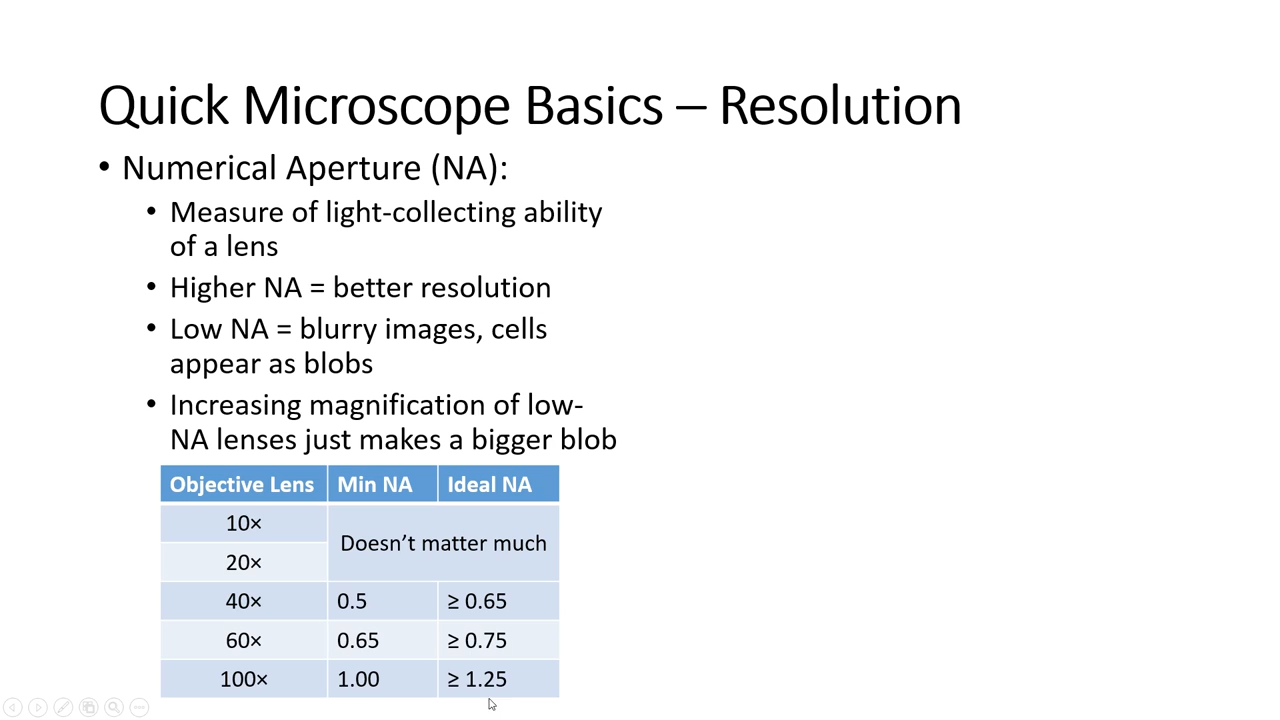 Quick Microscope Basics – Resolution
• Numerical Aperture (NA):
• Measure of light-collecting ability
of a lens
• Higher NA = better resolution
• Low NA = blurry images, cells
appear as blobs
• Increasing magnification of low-
NA lenses just makes a bigger blob
Objective Lens Min NA Ideal NA
10×
Doesn’t matter much
20×
40× 0.5 ≥ 0.65
60× 0.65 ≥ 0.75
100× 1.00 ≥ 1.25